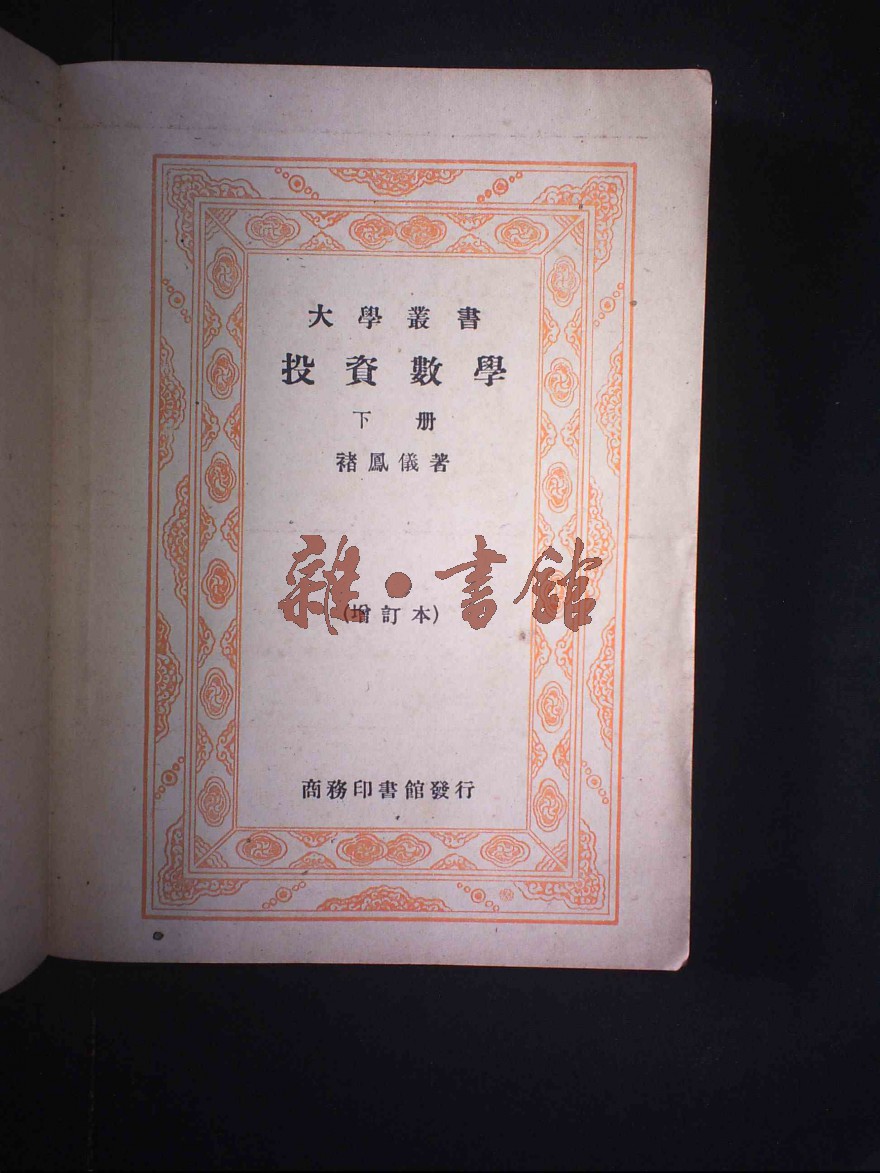 大學叢書
投資數學
下册
褚鳳儀著
雜·書館
(增訂本)
商務印書館發行